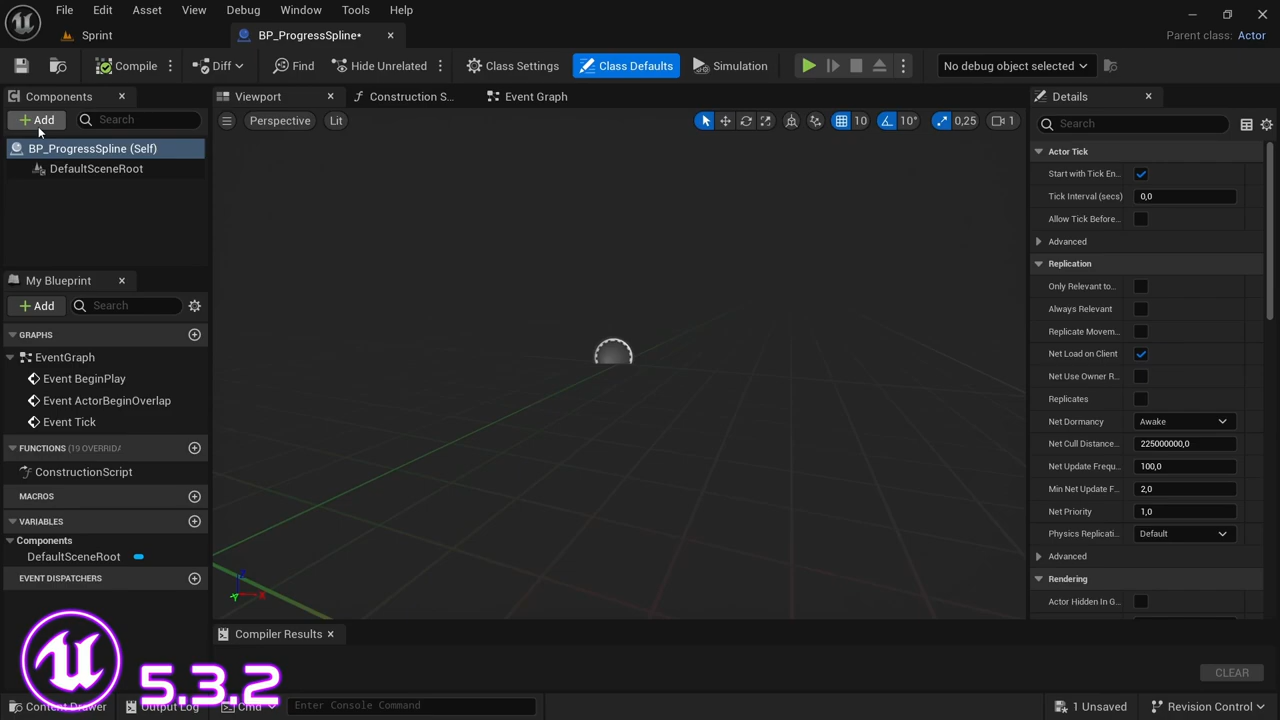 File Edit Asset View Debug Window Tools Help
Sprint BP_ProgressSpline• Parent class: Actor
Compile Diff Find Hide Unrelated Class Settings Class Defaults Simulation No debug object selected
Components Viewport Construction S... Event Graph Details
Add Search Perspective Lit 10 10° 0,25 1 Search
BP_ProgressSpline (Self)
DefaultSceneRoot
Actor Tick
Start with Tick En...
Tick Interval (secs) 0,0
Allow Tick Before...
Advanced
Replication
Only Relevant to...
Always Relevant
Replicate Movem...
Net Load on Client
Net Use Owner R...
Replicates
Net Dormancy Awake
Net Cull Distance... 225000000,0
Net Update Frequ... 100,0
Min Net Update F... 2,0
Net Priority 1,0
Physics Replicati... Default
Advanced
Rendering
Actor Hidden In G...
My Blueprint
Add Search
GRAPHS
EventGraph
Event BeginPlay
Event ActorBeginOverlap
Event Tick
FUNCTIONS (19 OVERRIDA
ConstructionScript
MACROS
VARIABLES
Components
DefaultSceneRoot
EVENT DISPATCHERS
X
Compiler Results
CLEAR
5.3.2
Content Drawer Output Log Cmd Enter Console Command 1 Unsaved Revision Control